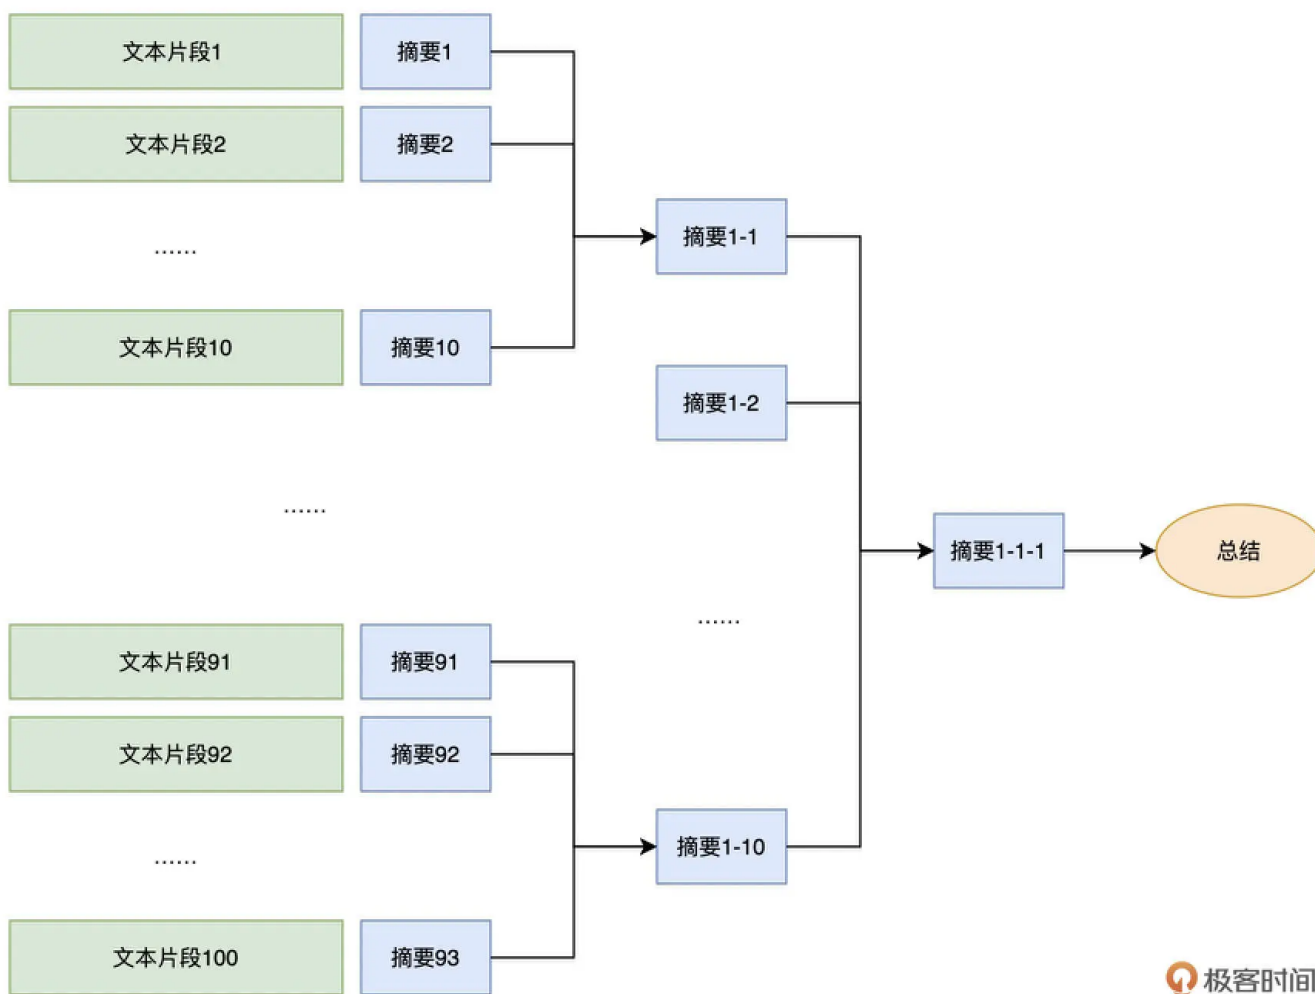 文本片段1 摘要1
文本片段2 摘要2
......
摘要1-1
文本片段10 摘要10
摘要1-2
......
摘要1-1-1 总结
......
文本片段91 摘要91
文本片段92 摘要92
摘要1-10
......
文本片段100 摘要93
极客时间